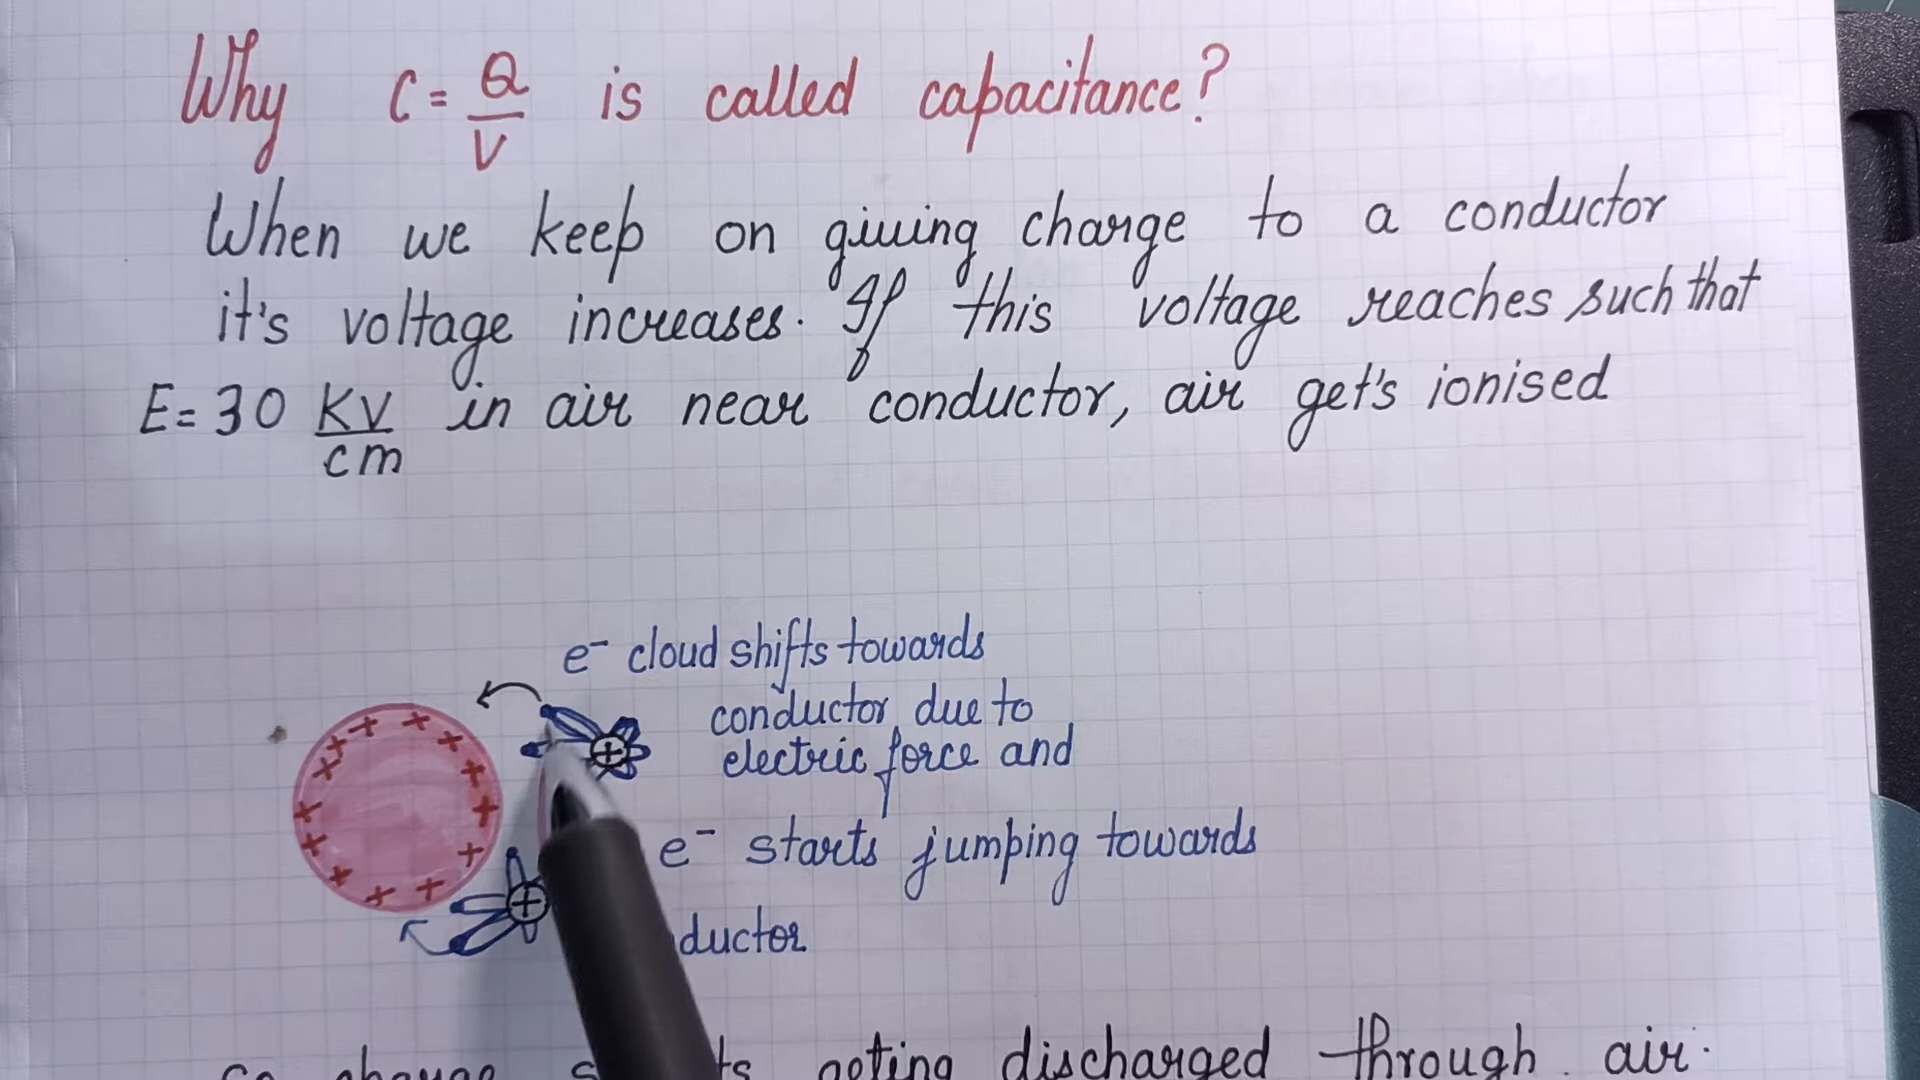 Why C = Q/V is called capacitance?
When we keep on giving charge to a conductor
it's voltage increases. If this voltage reaches such that
E = 30 KV/cm in air near conductor, air get's ionised
e⁻ cloud shifts towards
conductor due to
electric force and
e⁻ starts jumping towards
ductor
discharged through air.